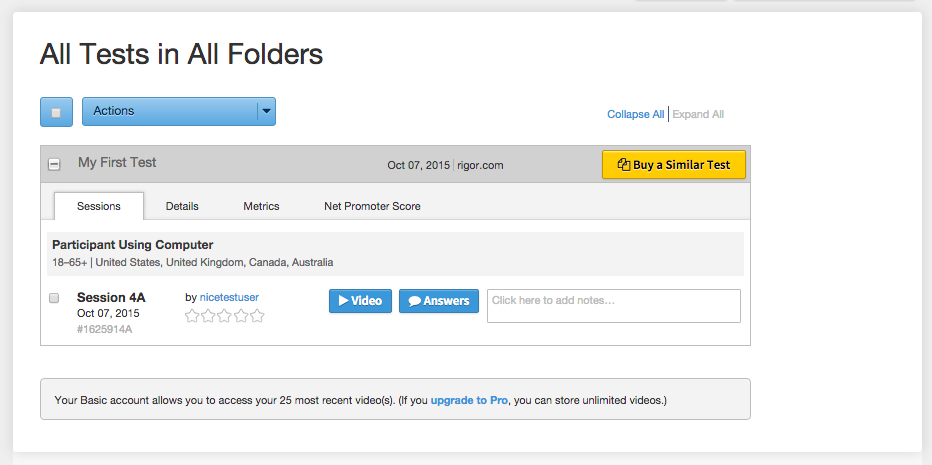 All Tests in All Folders
Actions
Collapse All | Expand All
My First Test
Oct 07, 2015 | rigor.com
Buy a Similar Test
Sessions Details Metrics Net Promoter Score
Participant Using Computer
18–65+ | United States, United Kingdom, Canada, Australia
Session 4A by nicetestuser Video Answers Click here to add notes...
Oct 07, 2015
#1625914A
Your Basic account allows you to access your 25 most recent video(s). (If you upgrade to Pro, you can store unlimited videos.)